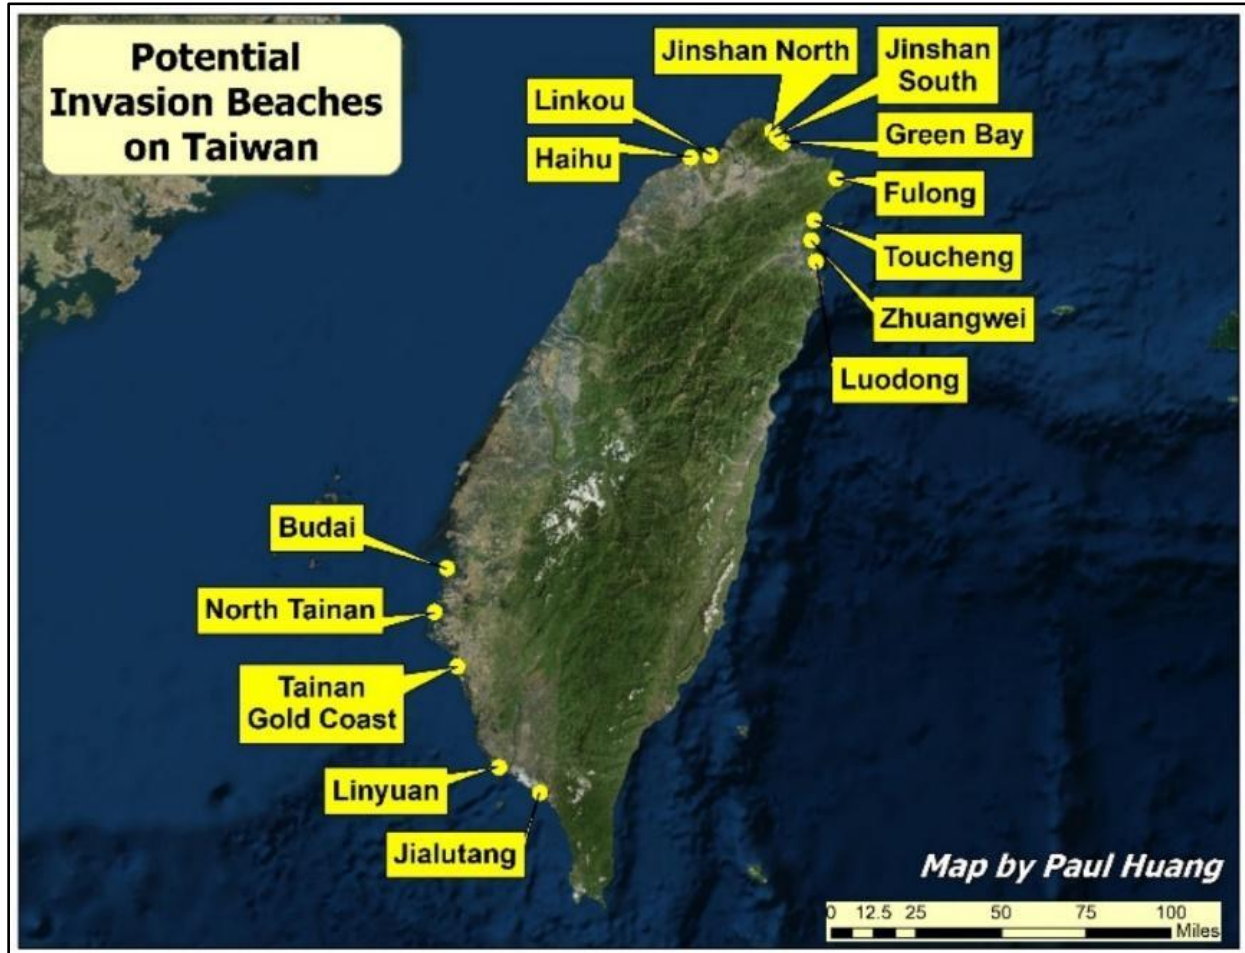 Potential
Invasion Beaches
on Taiwan
Jinshan North
Jinshan
South
Linkou
Green Bay
Haihu
Fulong
Toucheng
Zhuangwei
Luodong
Budai
North Tainan
Tainan
Gold Coast
Linyuan
Jialutang
Map by Paul Huang
0 12.5 25 50 75 100
Miles